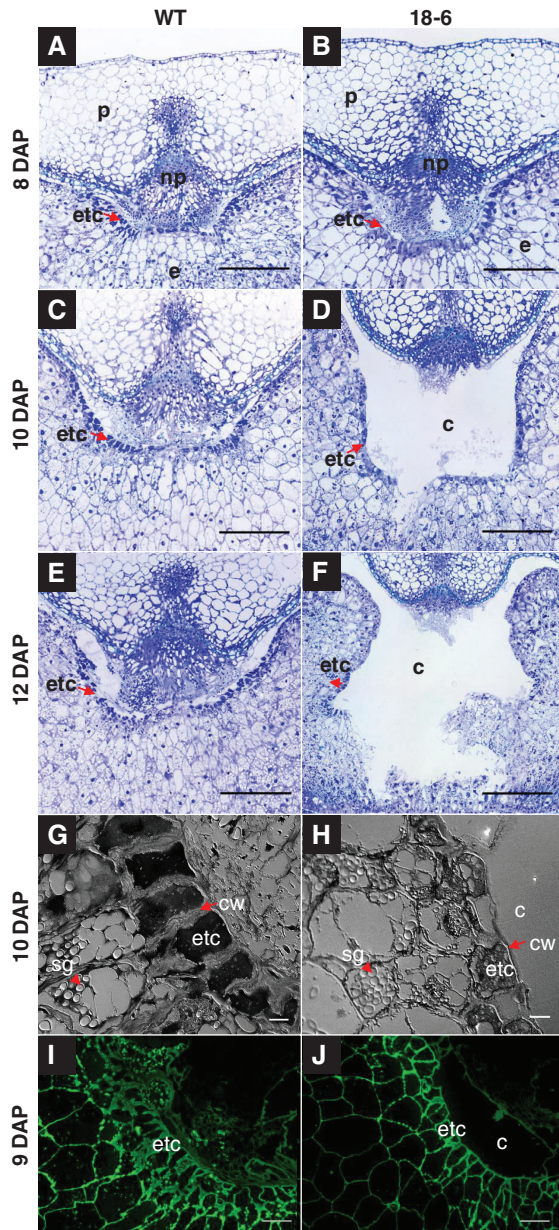 WT 18-6
8 DAP
A B
p p
np np
etc etc
e e
10 DAP
C D
etc etc
c
12 DAP
E F
etc etc
c
10 DAP
G H
cw c
cw
etc etc
sg sg
9 DAP
I J
etc etc
c